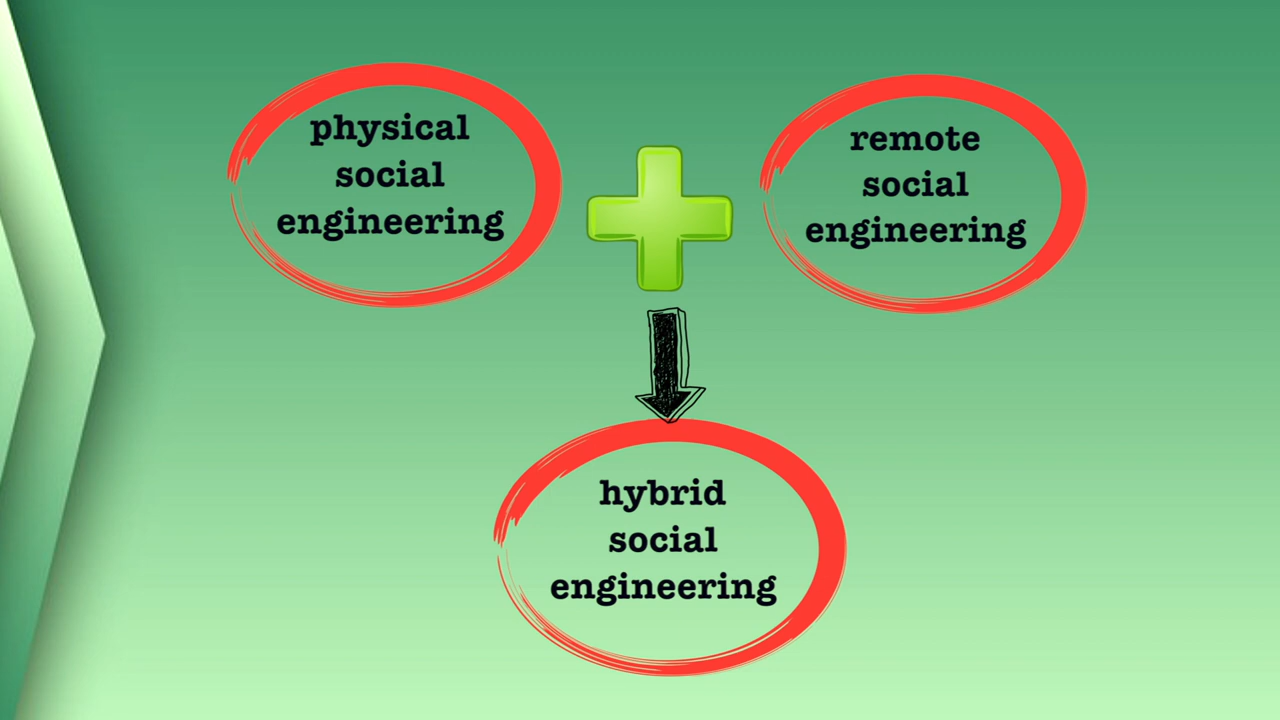 physical
social
engineering
remote
social
engineering
hybrid
social
engineering